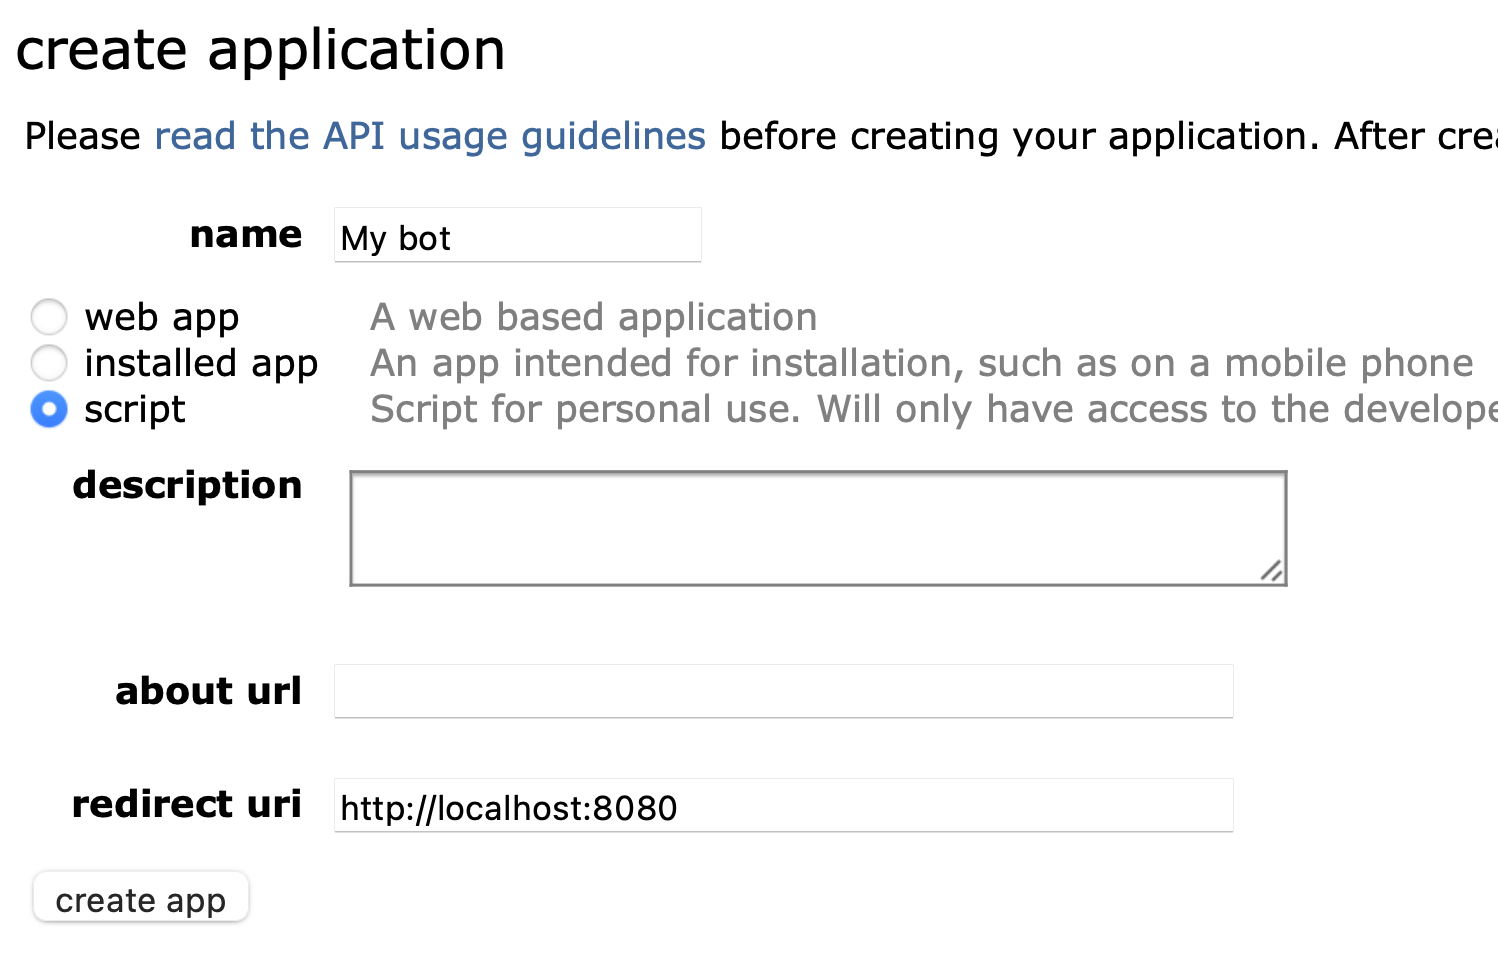 create application
Please read the API usage guidelines before creating your application. After
name My bot
web app A web based application
installed app An app intended for installation, such as on a mobile phone
script Script for personal use. Will only have access to the
description
about url
redirect uri http://localhost:8080
create app